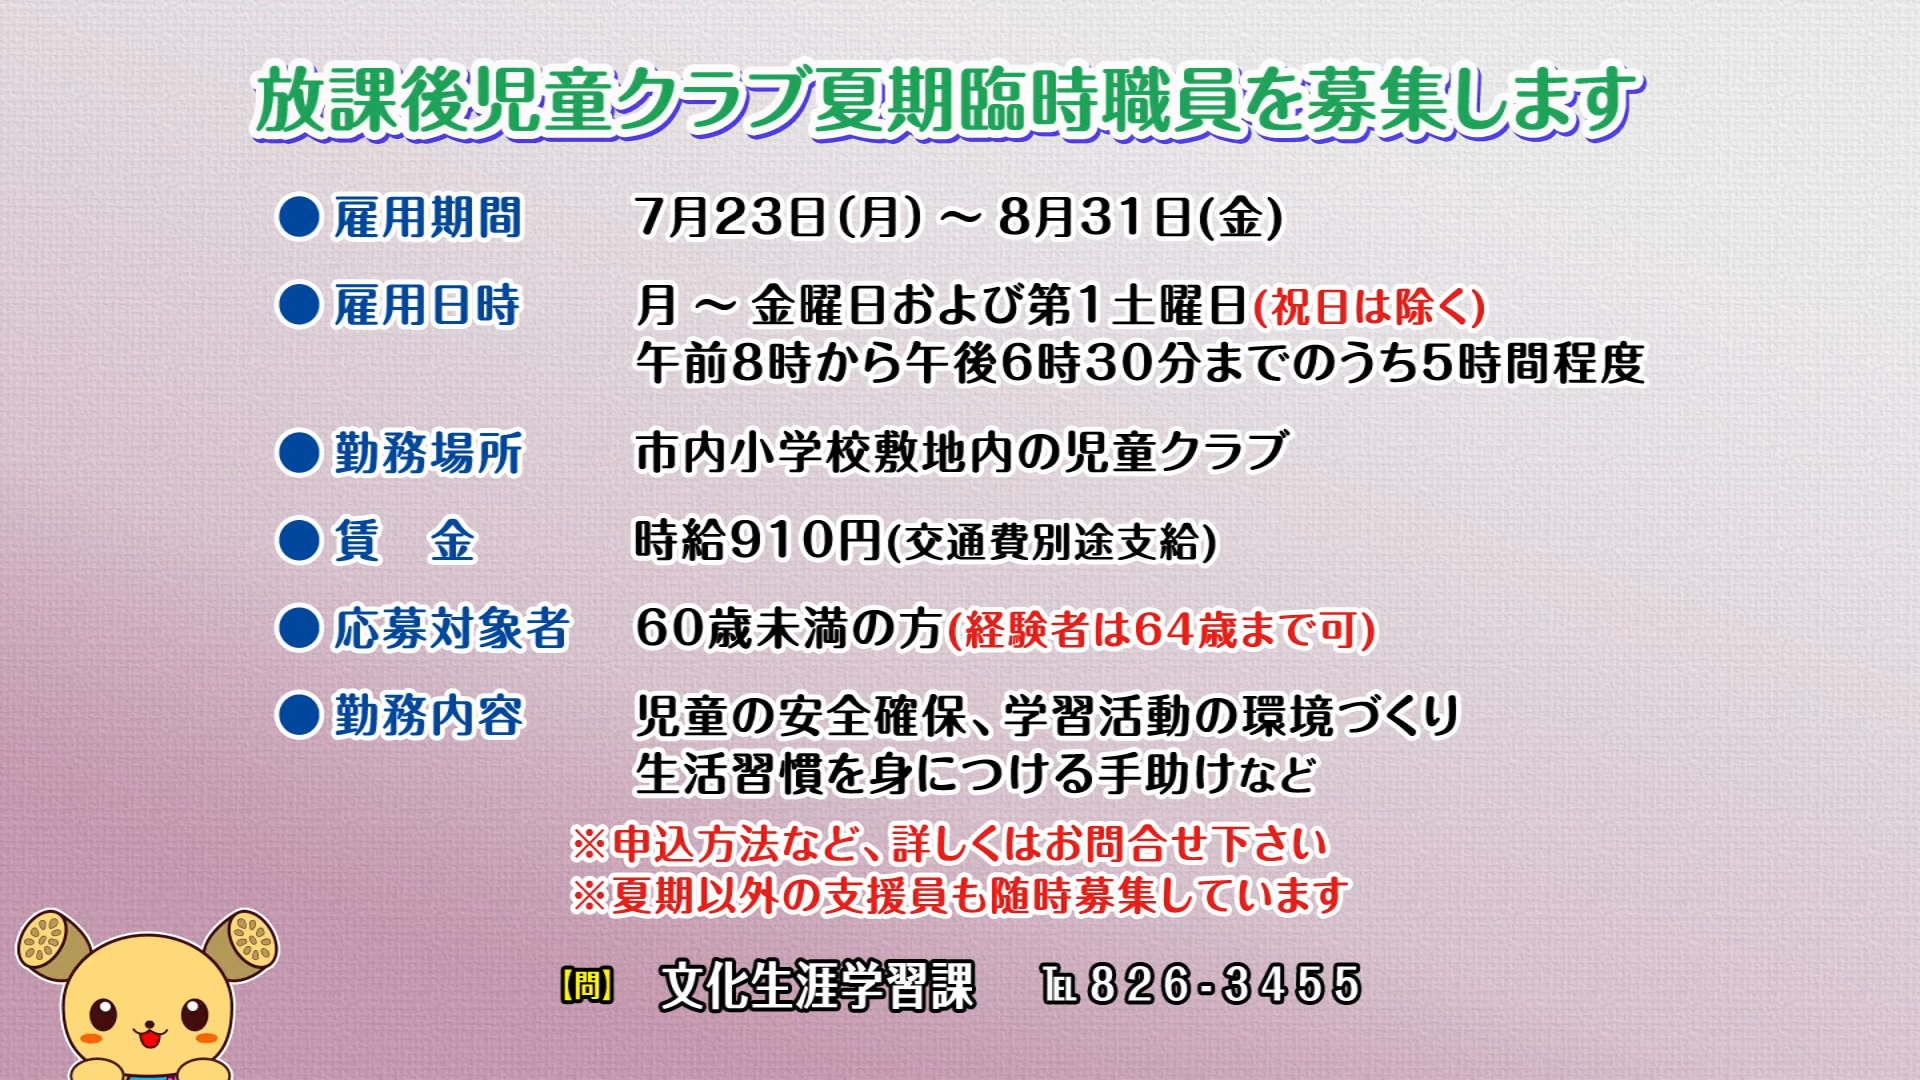 放課後児童クラブ夏期臨時職員を募集します
● 雇用期間 7月23日(月) ～ 8月31日(金)
● 雇用日時 月 ～ 金曜日および第1土曜日(祝日は除く)
午前8時から午後6時30分までのうち5時間程度
● 勤務場所 市内小学校敷地内の児童クラブ
● 賃　金 時給910円(交通費別途支給)
● 応募対象者 60歳未満の方(経験者は64歳まで可)
● 勤務内容 児童の安全確保、学習活動の環境づくり
生活習慣を身につける手助けなど
※申込方法など、詳しくはお問合せ下さい
※夏期以外の支援員も随時募集しています
【問】 文化生涯学習課 ℡826-3455